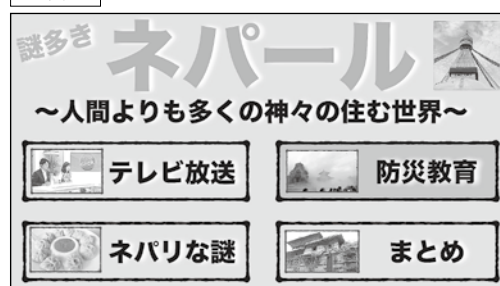 謎多き
ネパール
~人間よりも多くの神々の住む世界~
テレビ放送
防災教育
ネパリな謎
まとめ